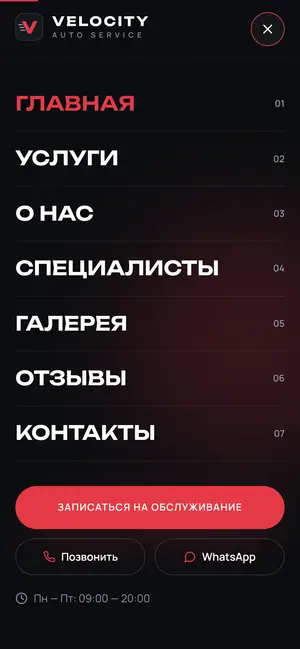 VELOCITY
AUTO SERVICE
ГЛАВНАЯ 01
УСЛУГИ 02
О НАС 03
СПЕЦИАЛИСТЫ 04
ГАЛЕРЕЯ 05
ОТЗЫВЫ 06
КОНТАКТЫ 07
ЗАПИСАТЬСЯ НА ОБСЛУЖИВАНИЕ
Позвонить WhatsApp
Пн — Пт: 09:00 — 20:00